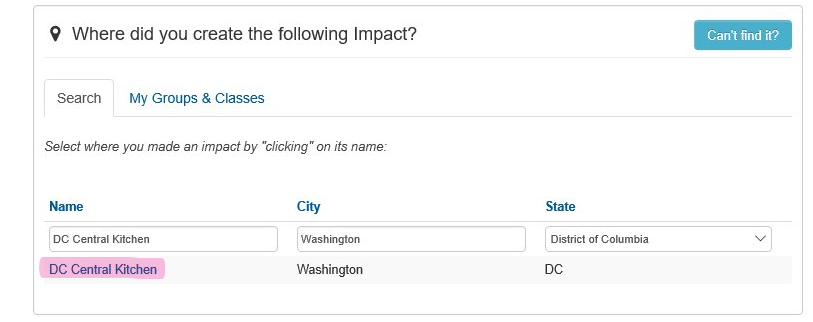 Where did you create the following Impact?
Can't find it?
Search
My Groups & Classes
Select where you made an impact by "clicking" on its name:
Name City State
DC Central Kitchen Washington District of Columbia
DC Central Kitchen Washington DC